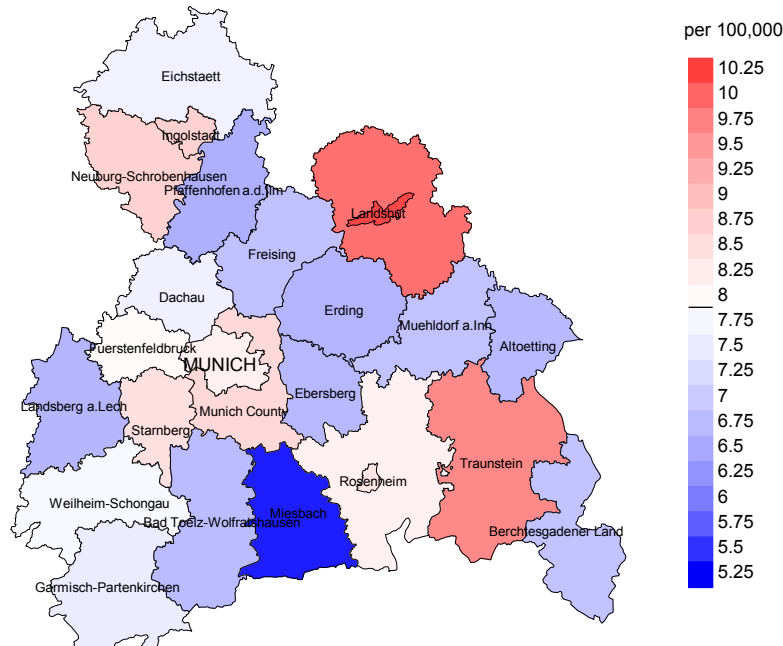 per 100,000
Eichstaett
Ingolstadt
Neuburg-Schrobenhausen
Pfaffenhofen a.d.Ilm
Landshut
Freising
Dachau
Erding
Muehldorf a.Inn
Altoetting
Fuerstenfeldbruck
MUNICH
Ebersberg
Landsberg a.Lech
Munich County
Starnberg
Traunstein
Rosenheim
Weilheim-Schongau
Miesbach
Bad Toelz-Wolfratshausen
Berchtesgadener Land
Garmisch-Partenkirchen
10.25
10
9.75
9.5
9.25
9
8.75
8.5
8.25
8
7.75
7.5
7.25
7
6.75
6.5
6.25
6
5.75
5.5
5.25